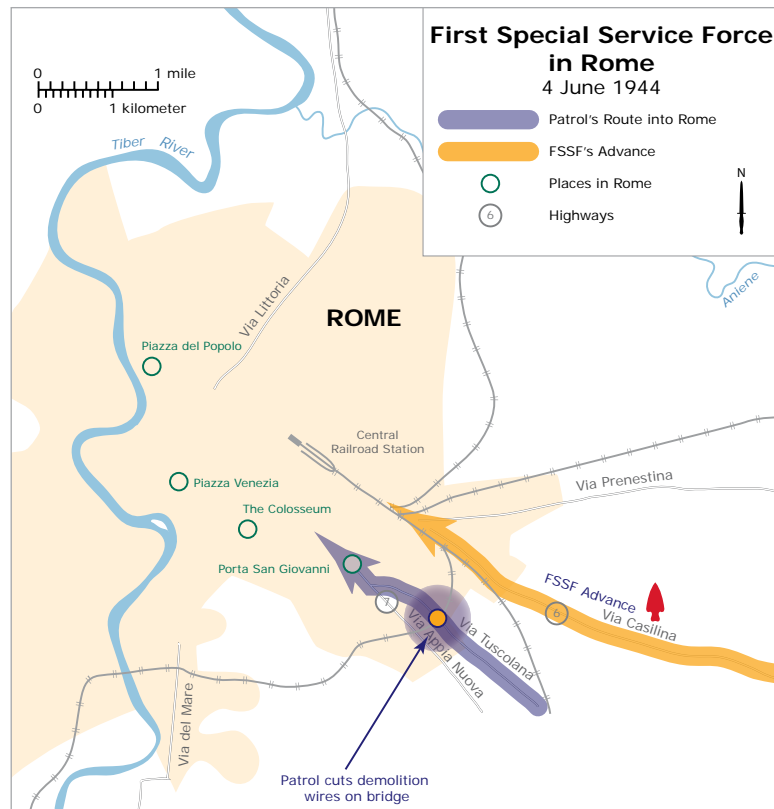 First Special Service Force
in Rome
4 June 1944
Patrol's Route into Rome
FSSF's Advance
Places in Rome
6
Highways
N
0
1 mile
0
1 kilometer
Tiber River
Aniene
Via Littoria
ROME
Piazza del Popolo
Central
Railroad Station
Via Prenestina
Piazza Venezia
The Colosseum
Porta San Giovanni
FSSF Advance
7
6
Via Casilina
Via Tuscolana
Via Appia Nuova
Via del Mare
Patrol cuts demolition
wires on bridge